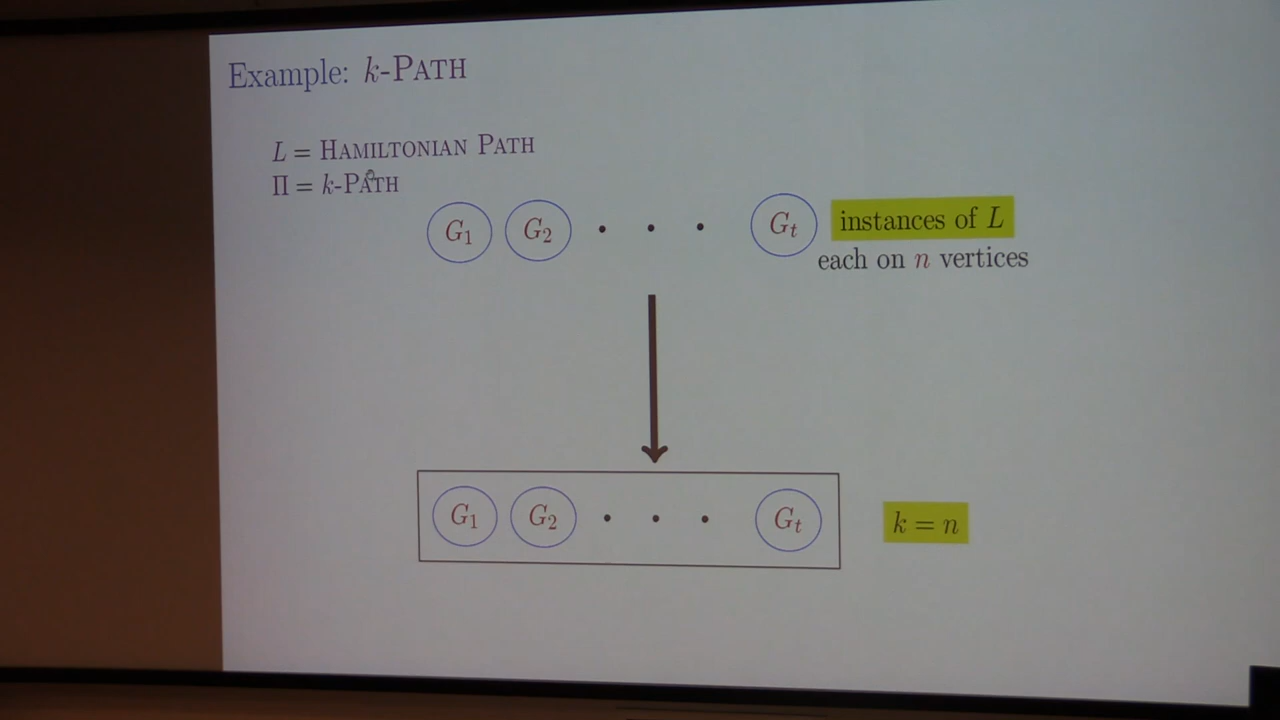 Example: k-PATH
L = HAMILTONIAN PATH
Π = k-PATH
G1 G2 · · · Gt instances of L
each on n vertices
G1 G2 · · · Gt k = n